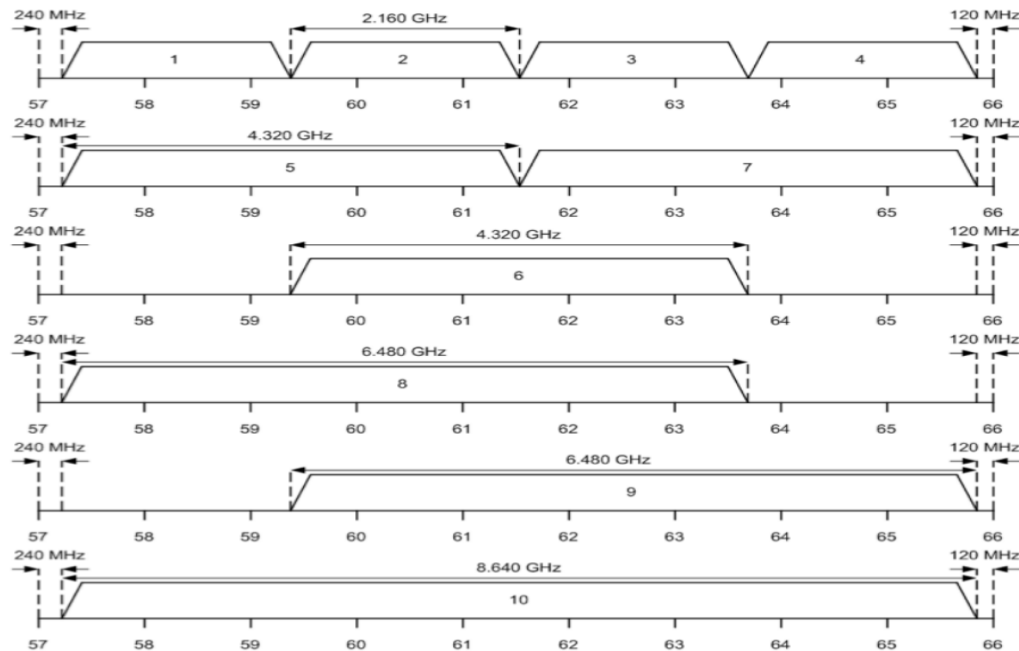 240 MHz 2.160 GHz 120 MHz
1 2 3 4
57 58 59 60 61 62 63 64 65 66
240 MHz 4.320 GHz 120 MHz
5 7
57 58 59 60 61 62 63 64 65 66
240 MHz 4.320 GHz 120 MHz
6
57 58 59 60 61 62 63 64 65 66
240 MHz 6.480 GHz 120 MHz
8
57 58 59 60 61 62 63 64 65 66
240 MHz 6.480 GHz 120 MHz
9
57 58 59 60 61 62 63 64 65 66
240 MHz 8.640 GHz 120 MHz
10
57 58 59 60 61 62 63 64 65 66